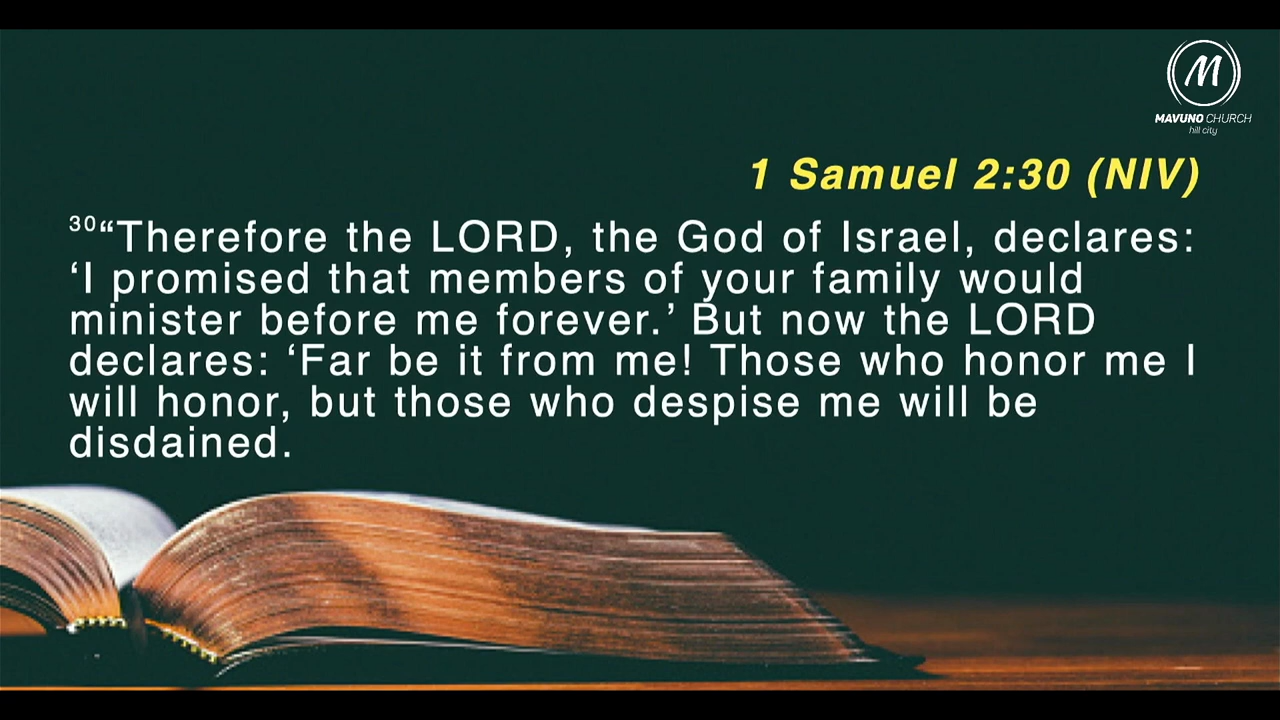 M
MAVUNO CHURCH
hill city
1 Samuel 2:30 (NIV)
30“Therefore the LORD, the God of Israel, declares:
‘I promised that members of your family would
minister before me forever.’ But now the LORD
declares: ‘Far be it from me! Those who honor me I
will honor, but those who despise me will be
disdained.